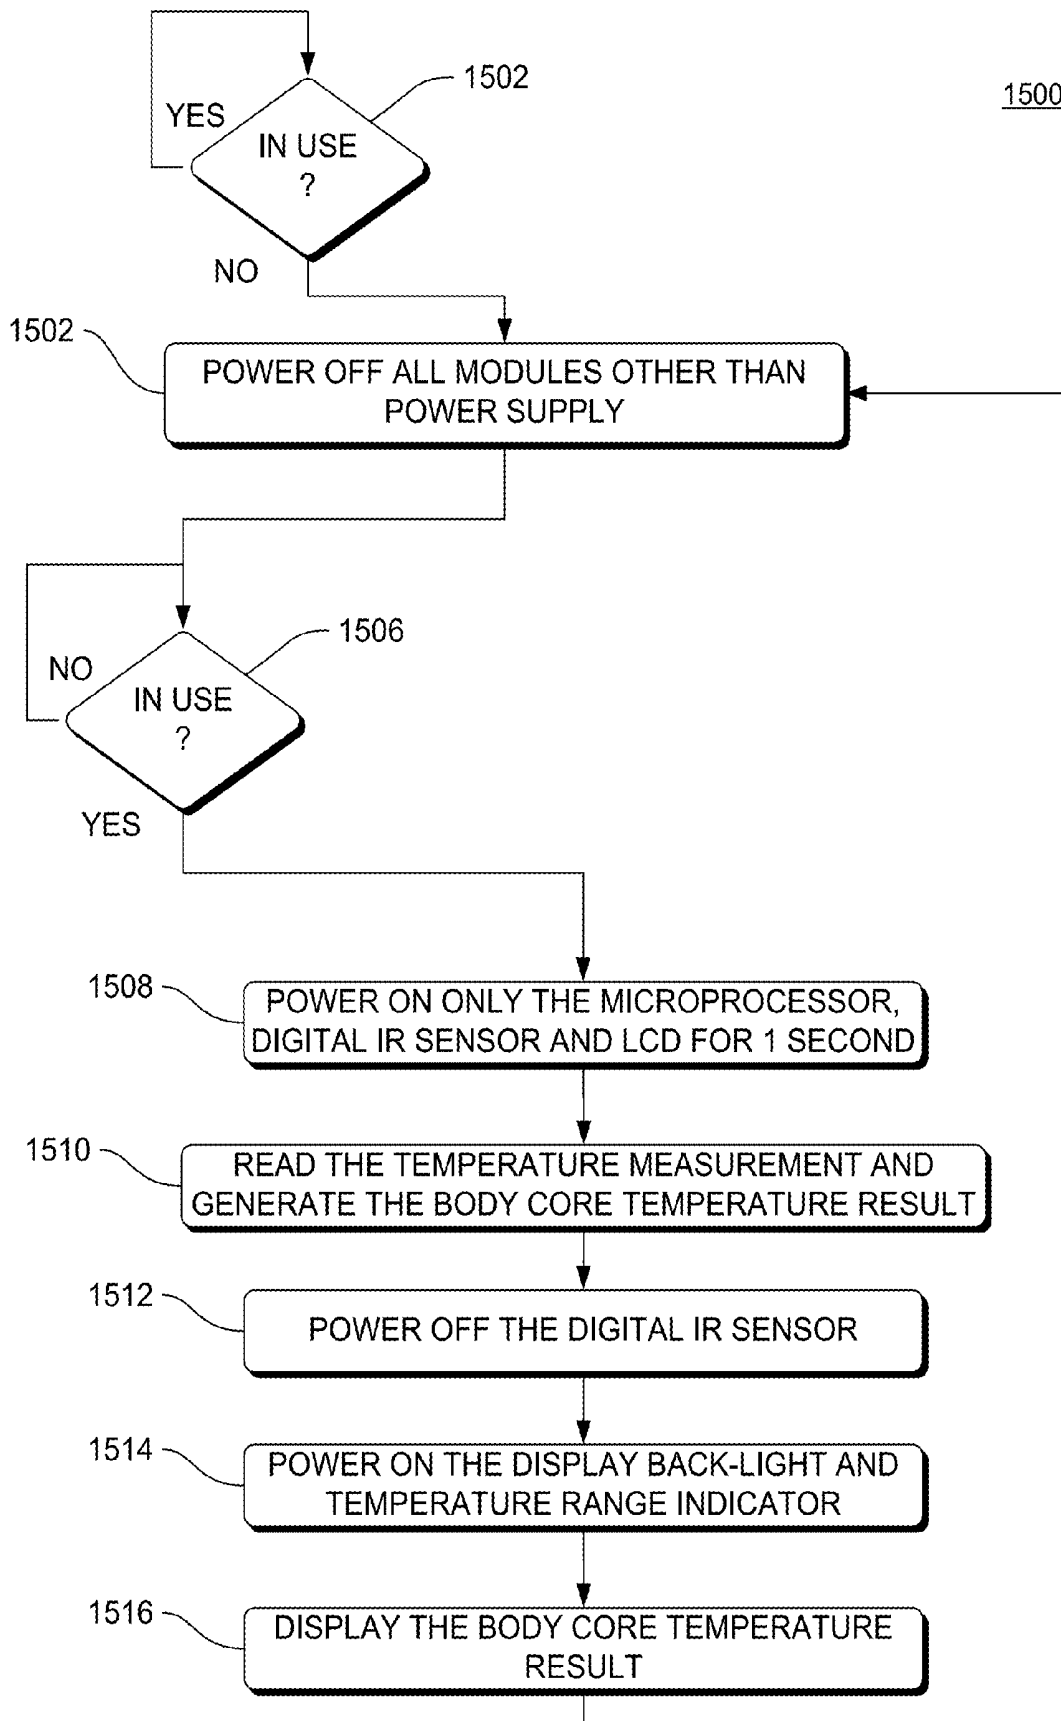 1502
1500
YES
IN USE
?
NO
1502
POWER OFF ALL MODULES OTHER THAN
POWER SUPPLY
1506
NO
IN USE
?
YES
1508
POWER ON ONLY THE MICROPROCESSOR,
DIGITAL IR SENSOR AND LCD FOR 1 SECOND
1510
READ THE TEMPERATURE MEASUREMENT AND
GENERATE THE BODY CORE TEMPERATURE RESULT
1512
POWER OFF THE DIGITAL IR SENSOR
1514
POWER ON THE DISPLAY BACK-LIGHT AND
TEMPERATURE RANGE INDICATOR
1516
DISPLAY THE BODY CORE TEMPERATURE
RESULT